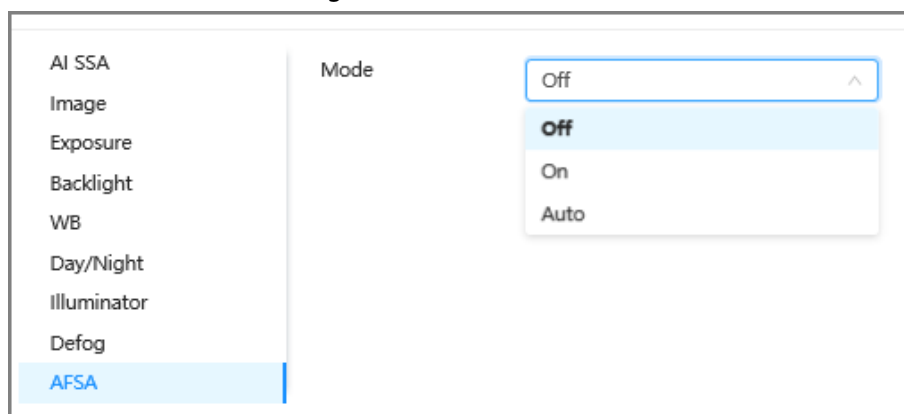 AI SSA
Image
Exposure
Backlight
WB
Day/Night
Illuminator
Defog
AFSA
Mode
Off
Off
On
Auto